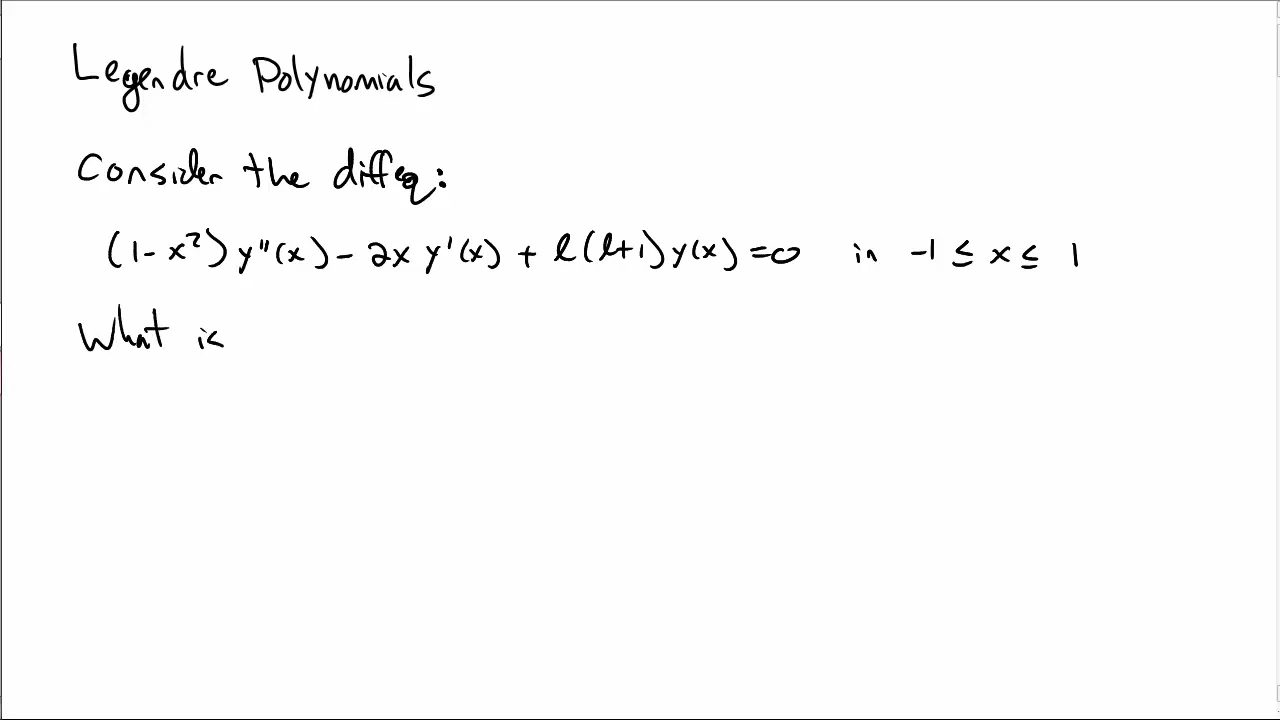 Legendre Polynomials
Consider the diffeq:
(1-x²) y''(x) - 2x y'(x) + ℓ(ℓ+1) y(x) = 0 in -1 ≤ x ≤ 1
What is